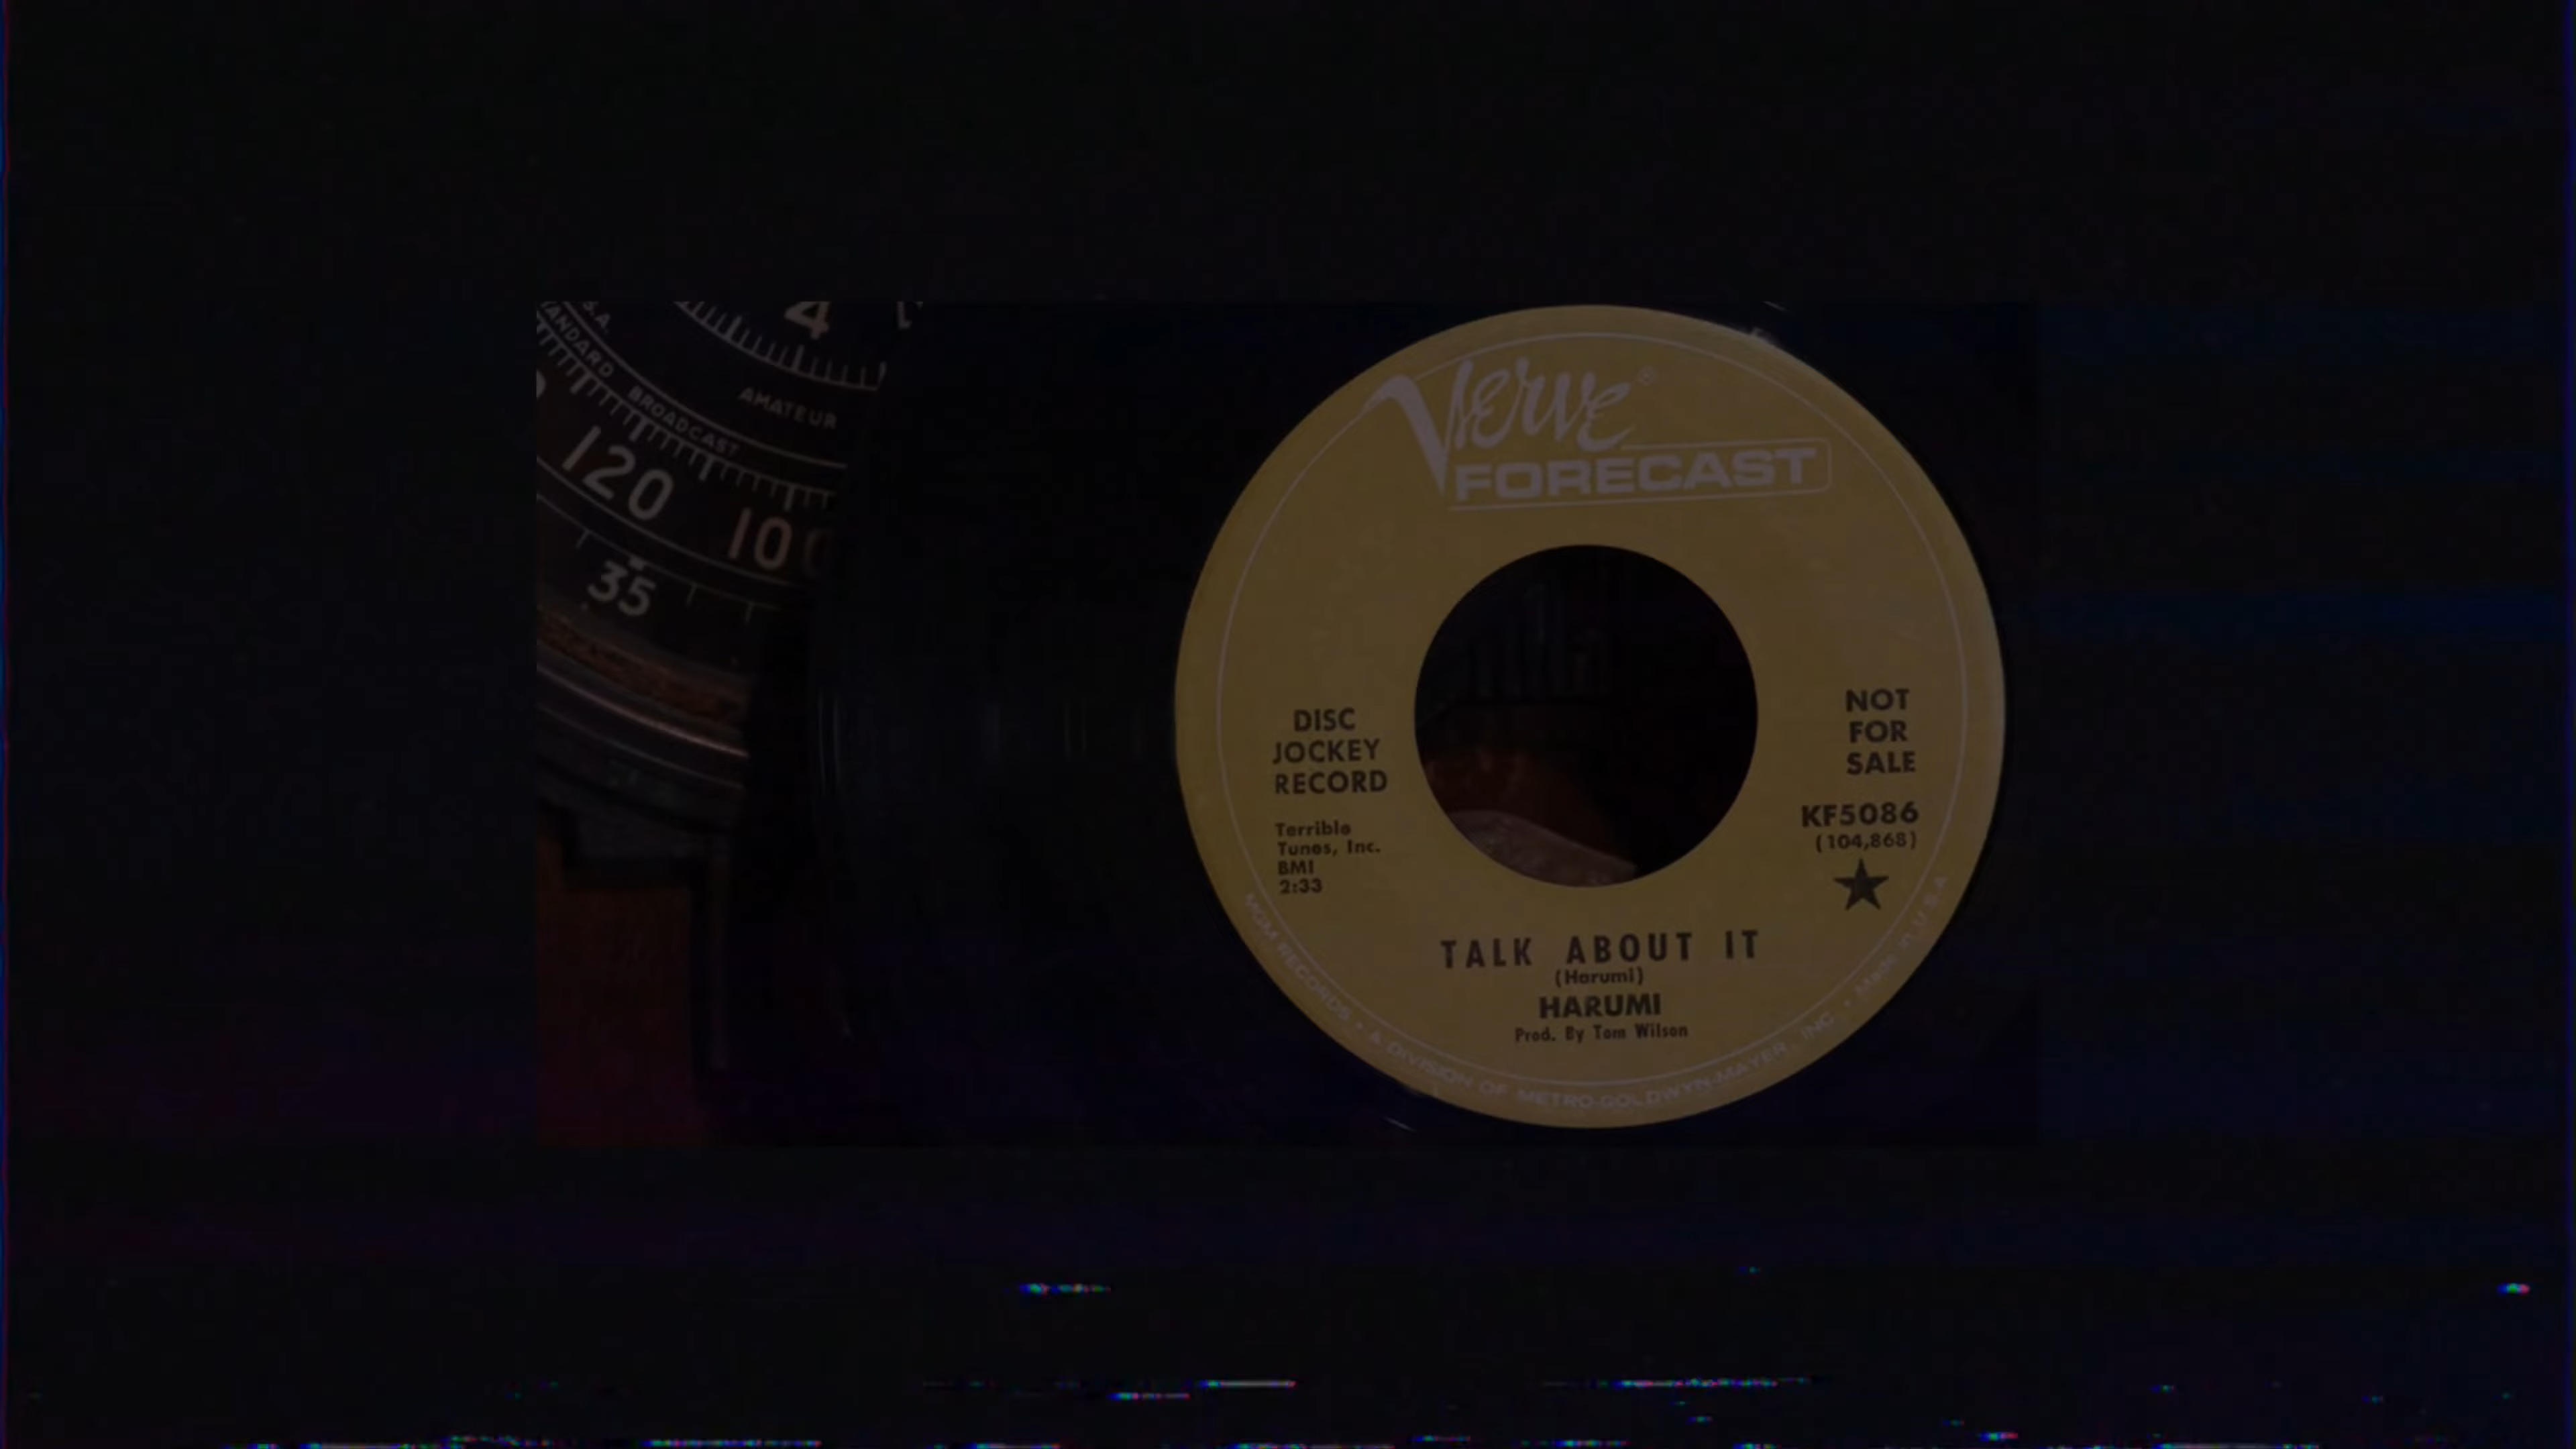 4
S.A.
STANDARD BROADCAST
AMATEUR
120
100
35
Verve®
FORECAST
DISC
JOCKEY
RECORD
NOT
FOR
SALE
KF5086
(104,868)
Terrible
Tunes, Inc.
BMI
2:33
TALK ABOUT IT
(Harumi)
HARUMI
Prod. By Tom Wilson
MGM RECORDS • A DIVISION OF METRO-GOLDWYN-MAYER, INC. • Made in U.S.A